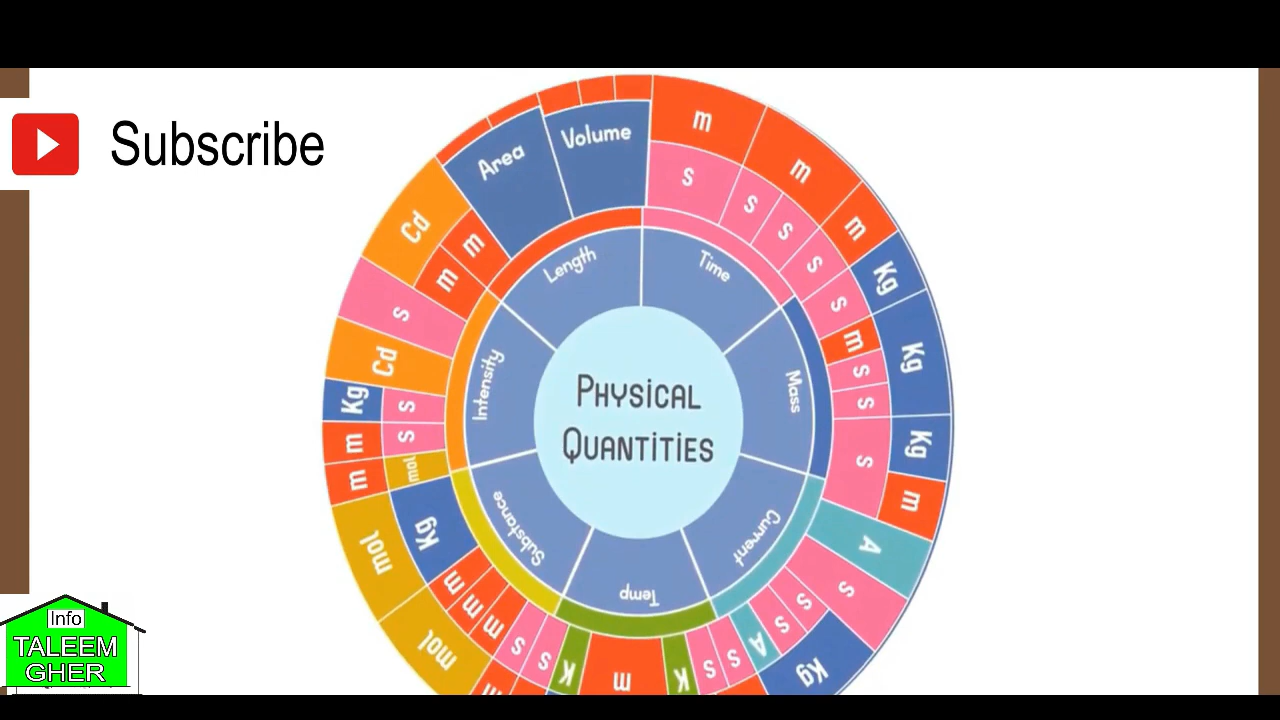 Subscribe
Info
TALEEM
GHER
Physical
Quantities
Length
Time
Mass
Current
Temp
Substance
Intensity
Area
Volume
m
m
m
Kg
Kg
Kg
m
A
s
Kg
s
s
s
s
s
m
s
s
s
s
s
A
s
s
K
m
K
s
s
m
m
m
Kg
mol
s
s
Cd
s
m
m
Cd
Kg
m
m
mol
mol